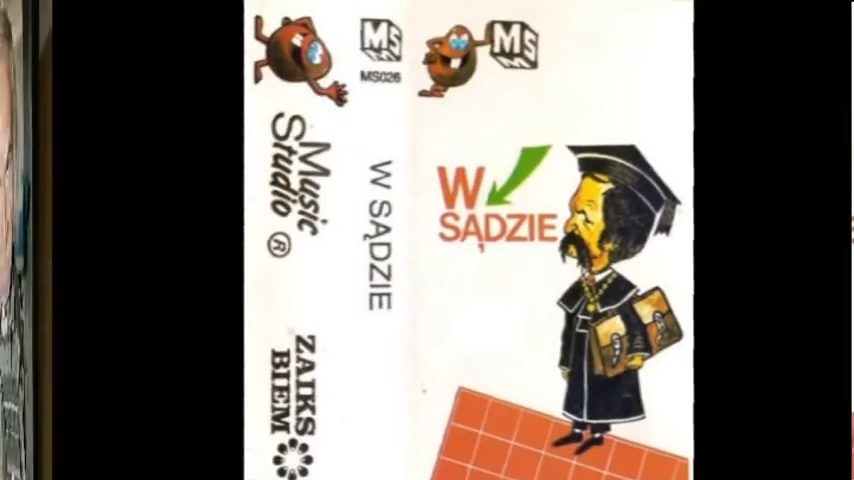 MS
MS026
Music
Studio ®
W SĄDZIE
ZAIKS
BIEM
MS
W
SĄDZIE